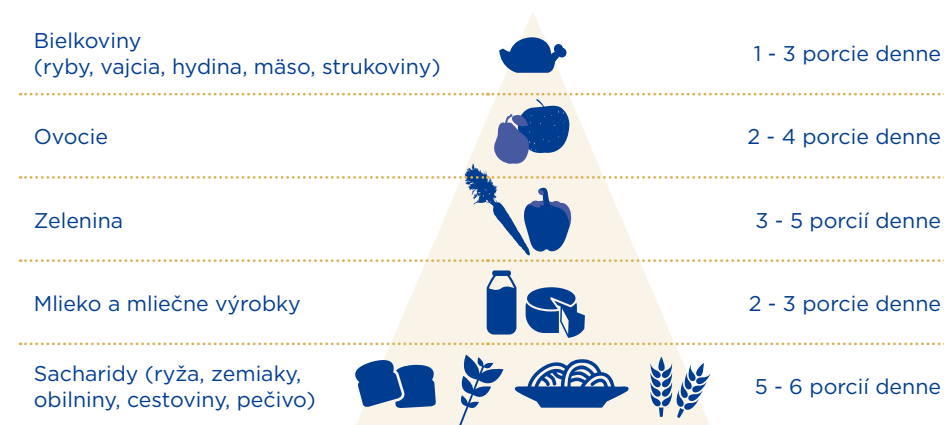 Bielkoviny
(ryby, vajcia, hydina, mäso, strukoviny)
1 - 3 porcie denne
Ovocie
2 - 4 porcie denne
Zelenina
3 - 5 porcií denne
Mlieko a mliečne výrobky
2 - 3 porcie denne
Sacharidy (ryža, zemiaky,
obilniny, cestoviny, pečivo)
5 - 6 porcií denne